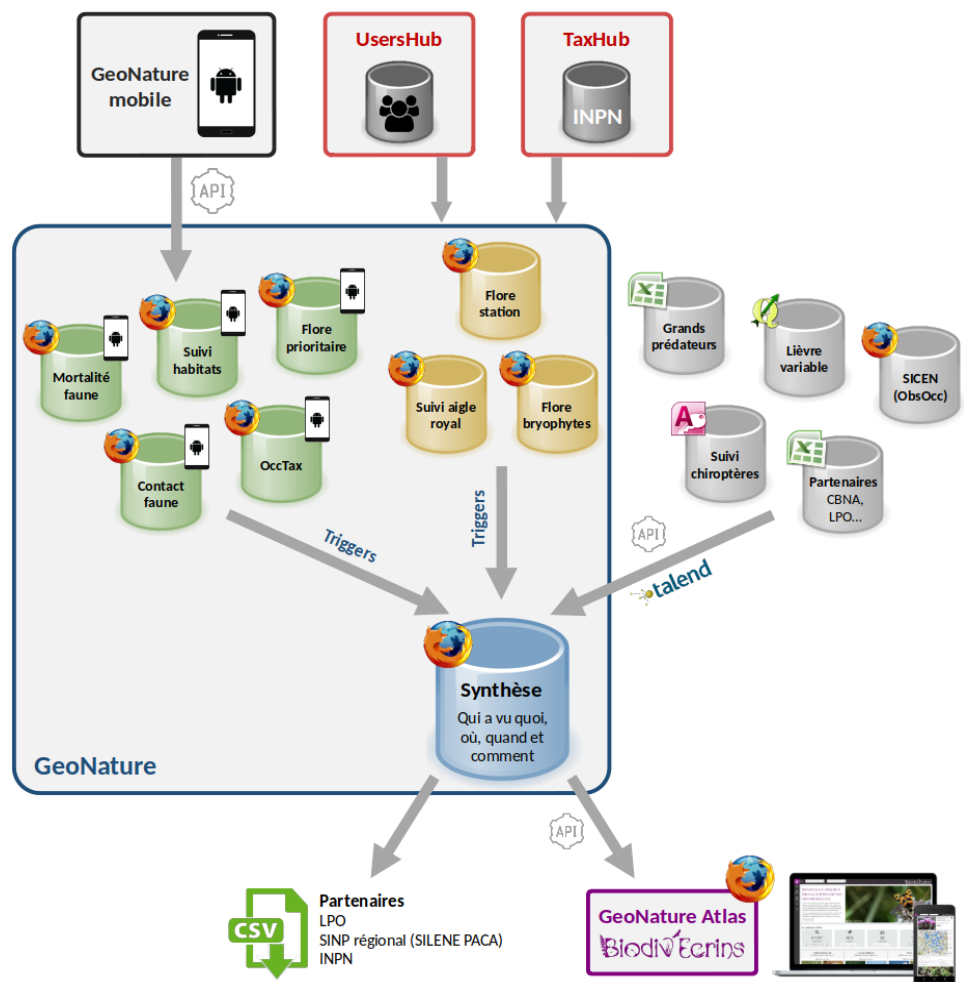 GeoNature
mobile
UsersHub
TaxHub
INPN
API
Flore
station
Grands
prédateurs
Lièvre
variable
SICEN
(ObsOcc)
Mortalité
faune
Suivi
habitats
Flore
prioritaire
Suivi aigle
royal
Flore
bryophytes
Suivi
chiroptères
Partenaires
CBNA,
LPO...
Contact
faune
OccTax
Triggers
Triggers
API
talend
Synthèse
Qui a vu quoi,
où, quand et
comment
GeoNature
API
CSV
Partenaires
LPO
SINP régional (SILENE PACA)
INPN
GeoNature Atlas
Biodiv'Ecrins